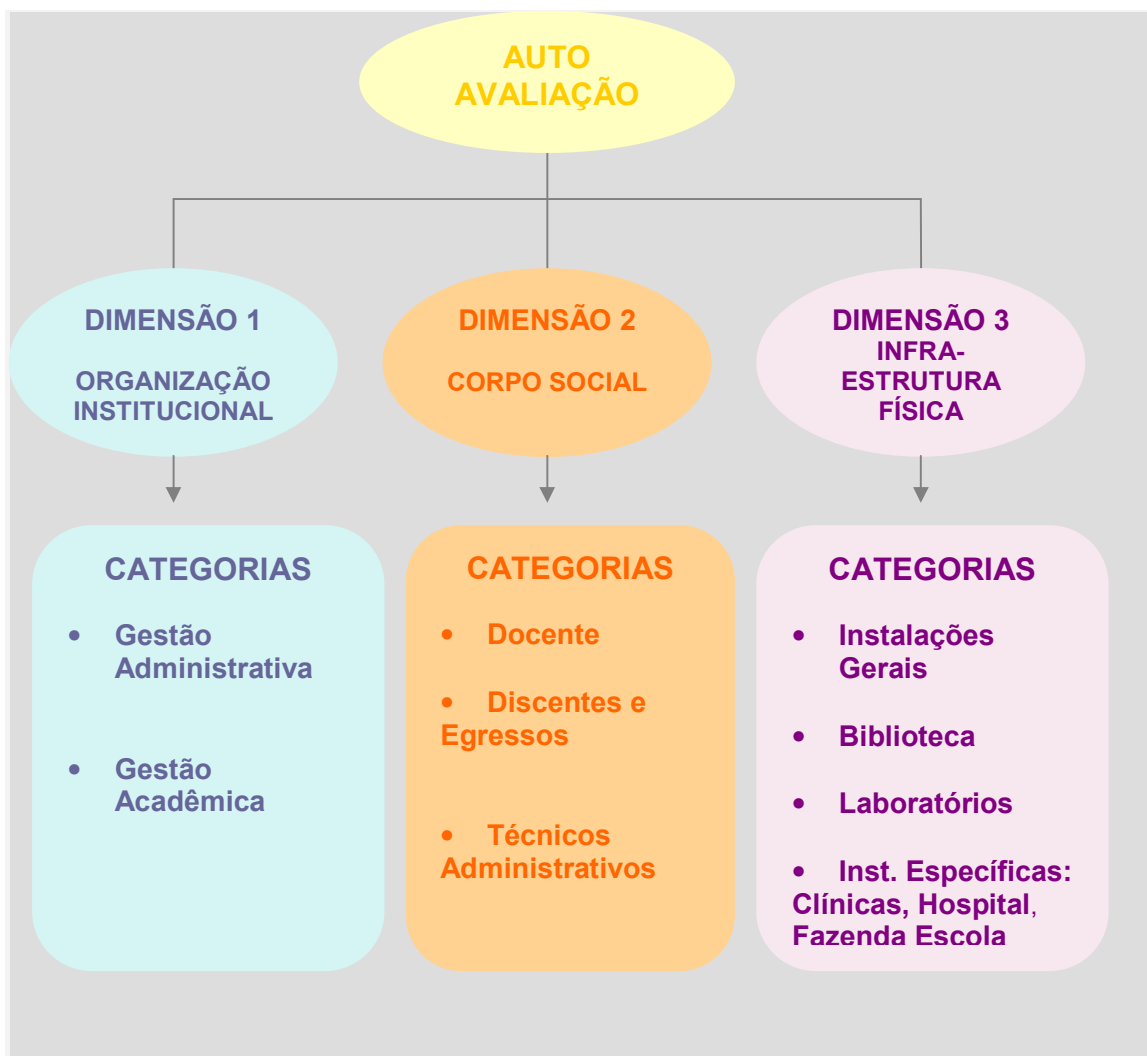 AUTO
AVALIAÇÃO
DIMENSÃO 1
ORGANIZAÇÃO
INSTITUCIONAL
DIMENSÃO 2
CORPO SOCIAL
DIMENSÃO 3
INFRA-
ESTRUTURA
FÍSICA
CATEGORIAS
• Gestão
Administrativa
• Gestão
Acadêmica
CATEGORIAS
• Docente
• Discentes e
Egressos
• Técnicos
Administrativos
CATEGORIAS
• Instalações
Gerais
• Biblioteca
• Laboratórios
• Inst. Específicas:
Clínicas, Hospital,
Fazenda Escola